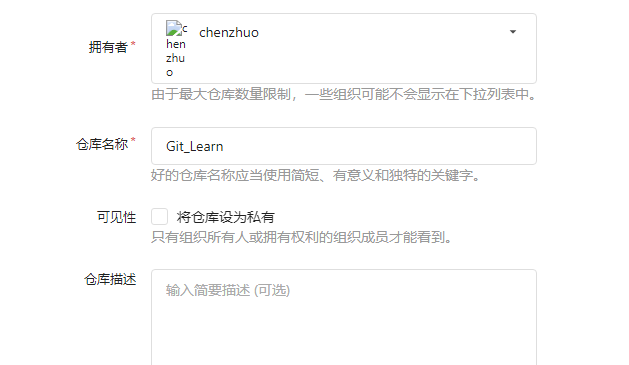 拥有者*
chenzhuo
chenzhuo
由于最大仓库数量限制，一些组织可能不会显示在下拉列表中。
仓库名称*
Git_Learn
好的仓库名称应当使用简短、有意义和独特的关键字。
可见性
将仓库设为私有
只有组织所有人或拥有权利的组织成员才能看到。
仓库描述
输入简要描述 (可选)